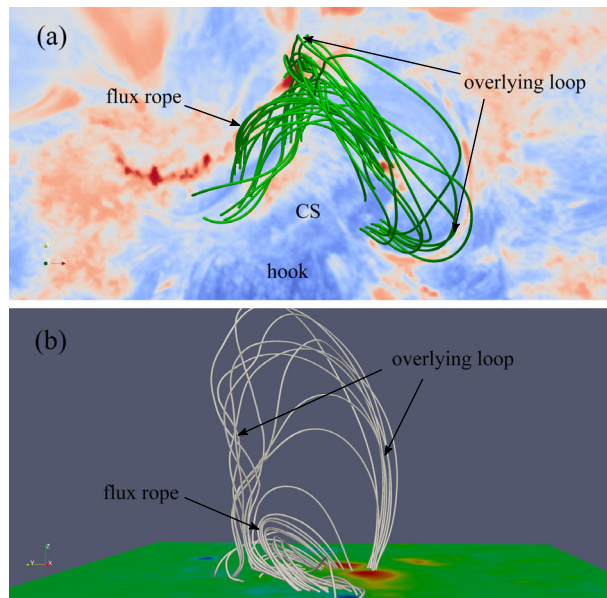 (a)
overlying loop
flux rope
CS
hook
(b)
overlying loop
flux rope
Z
Y X